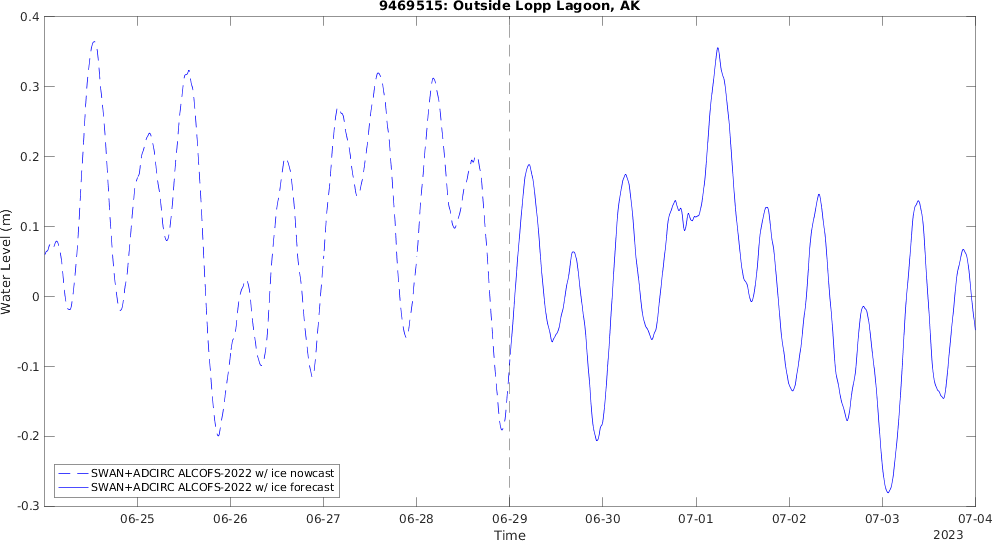 9469515: Outside Lopp Lagoon, AK
0.4
0.3
0.2
0.1
0
-0.1
-0.2
-0.3
Water Level (m)
SWAN+ADCIRC ALCOFS-2022 w/ ice nowcast
SWAN+ADCIRC ALCOFS-2022 w/ ice forecast
06-25 06-26 06-27 06-28 06-29 06-30 07-01 07-02 07-03 07-04
Time
2023